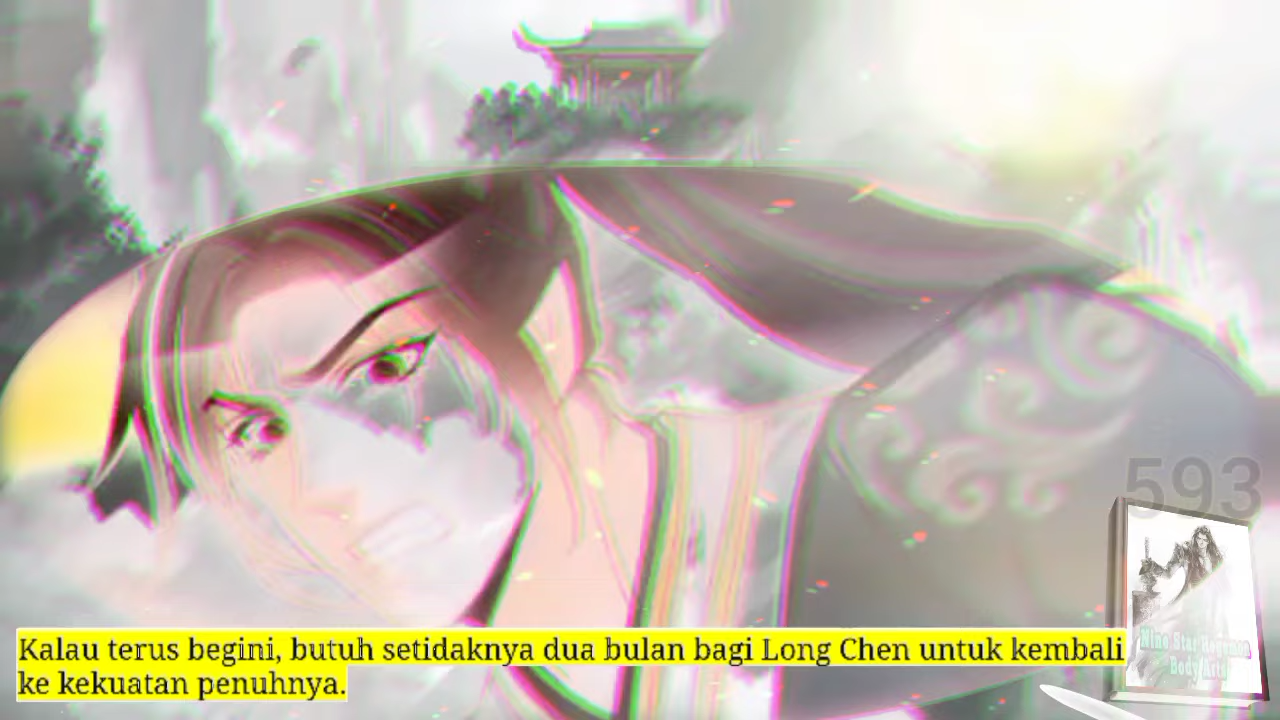 593
Nine Star Hegemon
Body Arts
Kalau terus begini, butuh setidaknya dua bulan bagi Long Chen untuk kembali
ke kekuatan penuhnya.